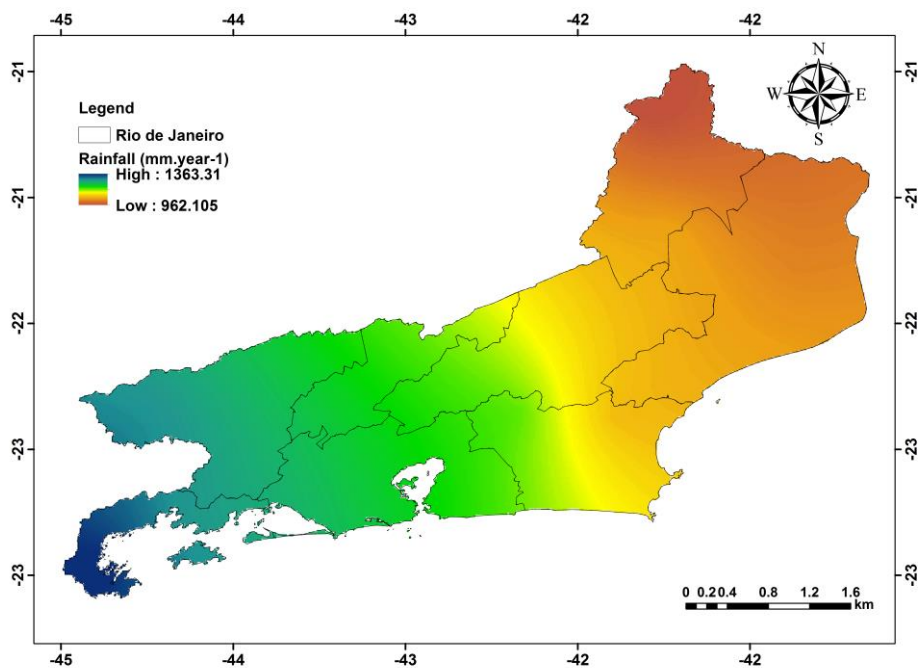 -45 -44 -43 -42 -42
-21 -21
N
W E
S
Legend
Rio de Janeiro
Rainfall (mm.year-1)
High : 1363.31
Low : 962.105
-21 -21
-22 -22
-23 -23
-23 -23
0 0.20.4 0.8 1.2 1.6
km
-45 -44 -43 -42 -42